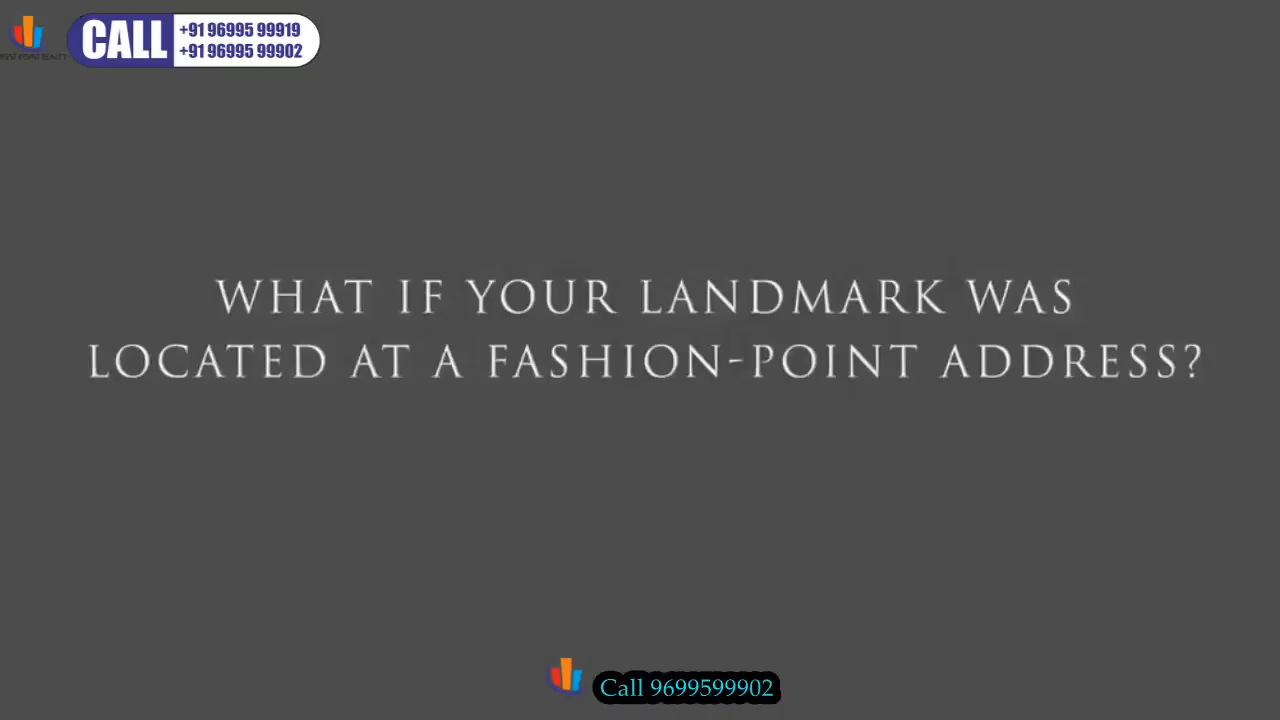 CALL
+91 96995 99919
+91 96995 99902
WHAT IF YOUR LANDMARK WAS
LOCATED AT A FASHION-POINT ADDRESS?
Call 9699599902